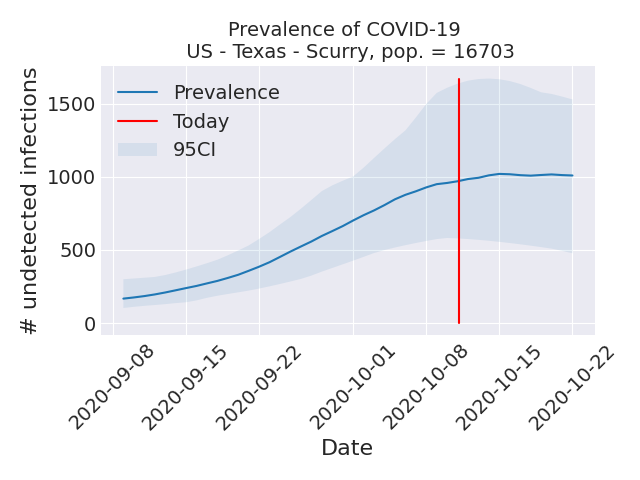 Prevalence of COVID-19
US - Texas - Scurry, pop. = 16703
# undetected infections
1500
1000
500
0
Prevalence
Today
95CI
2020-09-08
2020-09-15
2020-09-22
2020-10-01
2020-10-08
2020-10-15
2020-10-22
Date